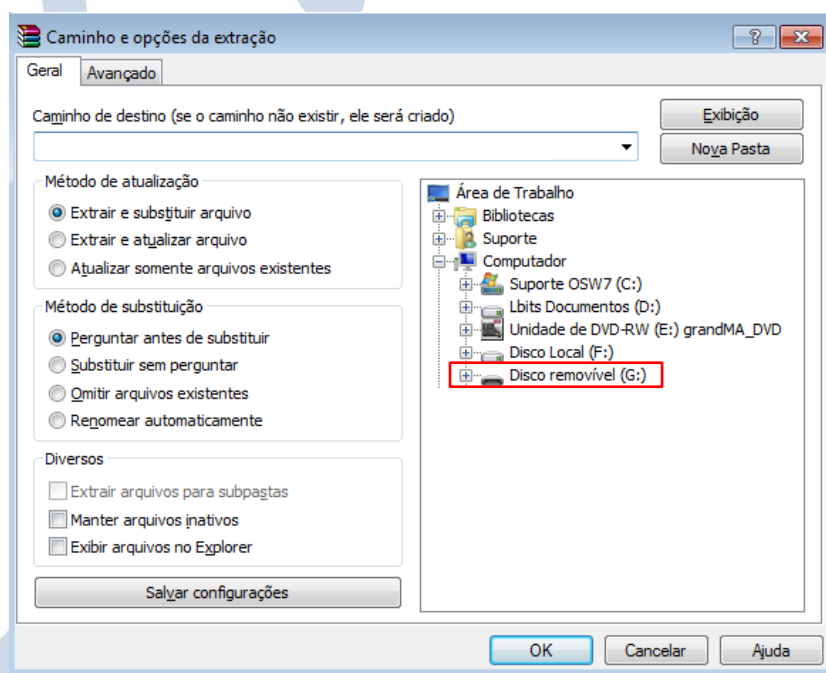 Caminho e opções da extração
Geral
Avançado
Caminho de destino (se o caminho não existir, ele será criado)
Exibição
Nova Pasta
Método de atualização
Extrair e substituir arquivo
Extrair e atualizar arquivo
Atualizar somente arquivos existentes
Método de substituição
Perguntar antes de substituir
Substituir sem perguntar
Omitir arquivos existentes
Renomear automaticamente
Diversos
Extrair arquivos para subpastas
Manter arquivos inativos
Exibir arquivos no Explorer
Salvar configurações
Área de Trabalho
Bibliotecas
Suporte
Computador
Suporte OSW7 (C:)
Lbits Documentos (D:)
Unidade de DVD-RW (E:) grandMA_DVD
Disco Local (F:)
Disco removível (G:)
OK
Cancelar
Ajuda